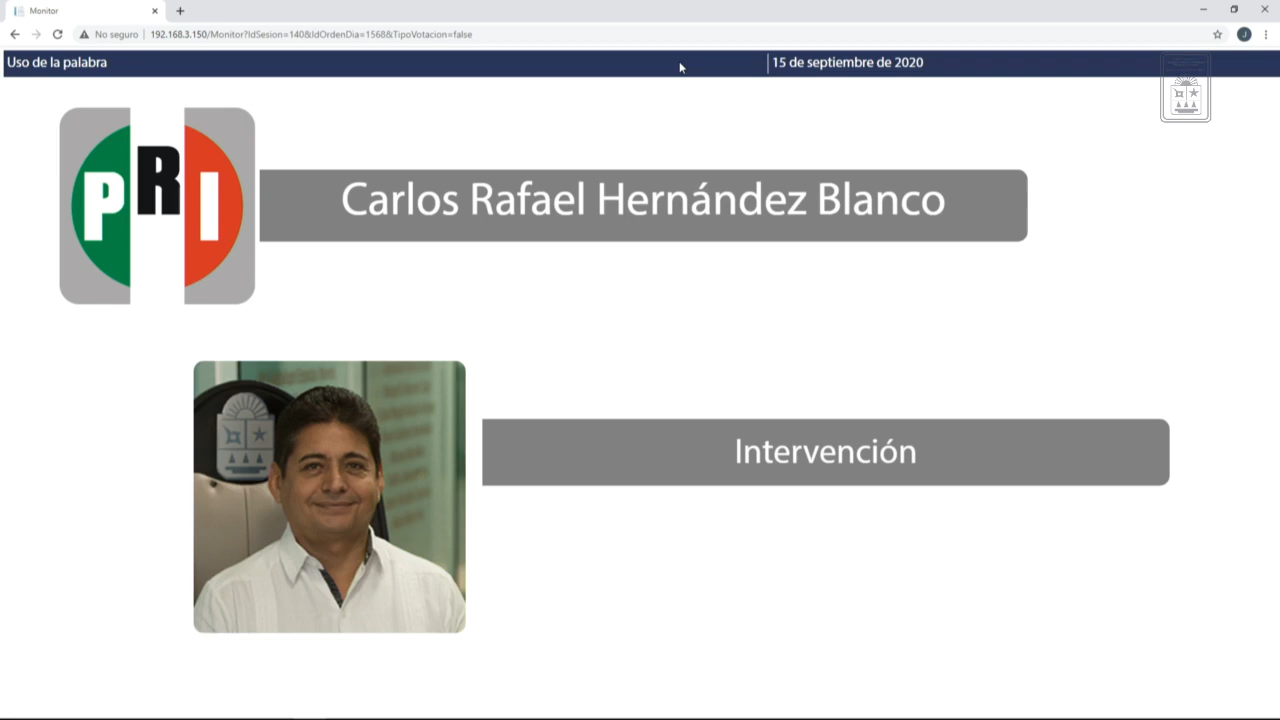 Monitor
No seguro
192.168.3.150/Monitor?IdSesion=140&IdOrdenDia=1568&TipoVotacion=false
J
Uso de la palabra
15 de septiembre de 2020
PRI
Carlos Rafael Hernández Blanco
Intervención